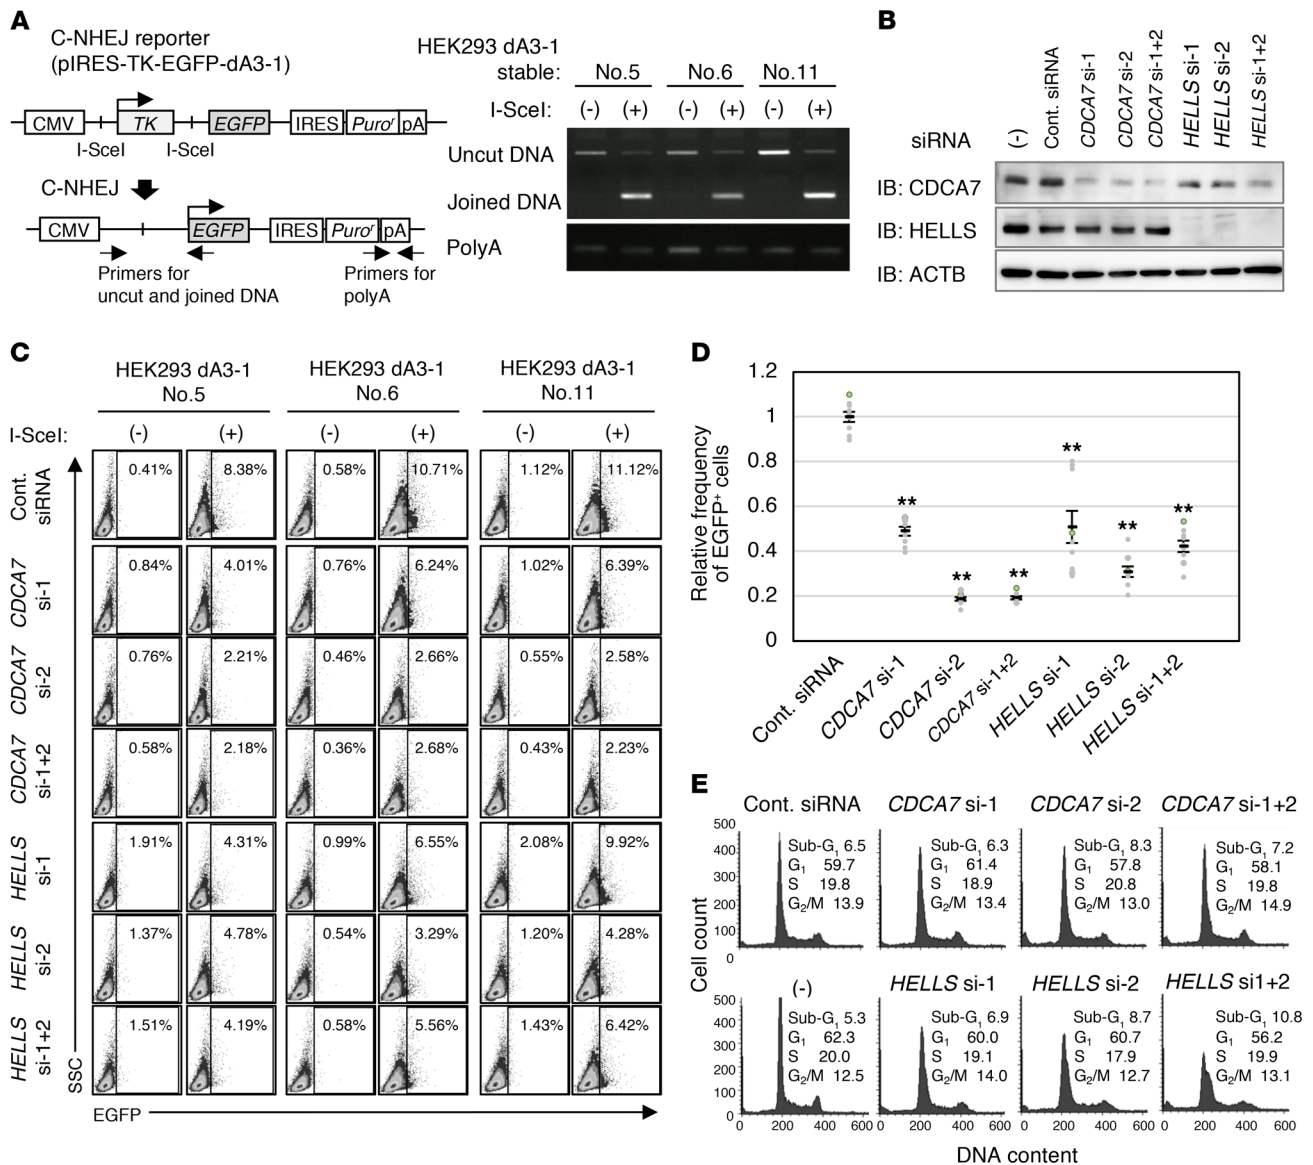 A
C-NHEJ reporter
(pIRES-TK-EGFP-dA3-1)
CMV TK EGFP IRES Puroʳ pA
I-SceI I-SceI
C-NHEJ
CMV EGFP IRES Puroʳ pA
Primers for
uncut and joined DNA
Primers for
polyA
HEK293 dA3-1
stable: No.5 No.6 No.11
I-SceI: (-) (+) (-) (+) (-) (+)
Uncut DNA
Joined DNA
PolyA
B
siRNA (-) Cont. siRNA CDCA7 si-1 CDCA7 si-2 CDCA7 si-1+2 HELLS si-1 HELLS si-2 HELLS si-1+2
IB: CDCA7
IB: HELLS
IB: ACTB
C
HEK293 dA3-1 HEK293 dA3-1 HEK293 dA3-1
No.5 No.6 No.11
I-SceI: (-) (+) (-) (+) (-) (+)
Cont. siRNA 0.41% 8.38% 0.58% 10.71% 1.12% 11.12%
CDCA7 si-1 0.84% 4.01% 0.76% 6.24% 1.02% 6.39%
CDCA7 si-2 0.76% 2.21% 0.46% 2.66% 0.55% 2.58%
CDCA7 si-1+2 0.58% 2.18% 0.36% 2.68% 0.43% 2.23%
HELLS si-1 1.91% 4.31% 0.99% 6.55% 2.08% 9.92%
HELLS si-2 1.37% 4.78% 0.54% 3.29% 1.20% 4.28%
HELLS si-1+2 1.51% 4.19% 0.58% 5.56% 1.43% 6.42%
SSC
EGFP
D
Relative frequency
of EGFP⁺ cells
1.2
1
0.8
0.6
0.4
0.2
0
** ** ** ** ** **
Cont. siRNA CDCA7 si-1 CDCA7 si-2 CDCA7 si-1+2 HELLS si-1 HELLS si-2 HELLS si-1+2
E
Cell count
Cont. siRNA CDCA7 si-1 CDCA7 si-2 CDCA7 si-1+2
500
400
300
200
100
0
Sub-G₁ 6.5
G₁ 59.7
S 19.8
G₂/M 13.9
Sub-G₁ 6.3
G₁ 61.4
S 18.9
G₂/M 13.4
Sub-G₁ 8.3
G₁ 57.8
S 20.8
G₂/M 13.0
Sub-G₁ 7.2
G₁ 58.1
S 19.8
G₂/M 14.9
(-) HELLS si-1 HELLS si-2 HELLS si1+2
500
400
300
200
100
0
Sub-G₁ 5.3
G₁ 62.3
S 20.0
G₂/M 12.5
Sub-G₁ 6.9
G₁ 60.0
S 19.1
G₂/M 14.0
Sub-G₁ 8.7
G₁ 60.7
S 17.9
G₂/M 12.7
Sub-G₁ 10.8
G₁ 56.2
S 19.9
G₂/M 13.1
0 200 400 600 0 200 400 600 0 200 400 600 0 200 400 600
DNA content